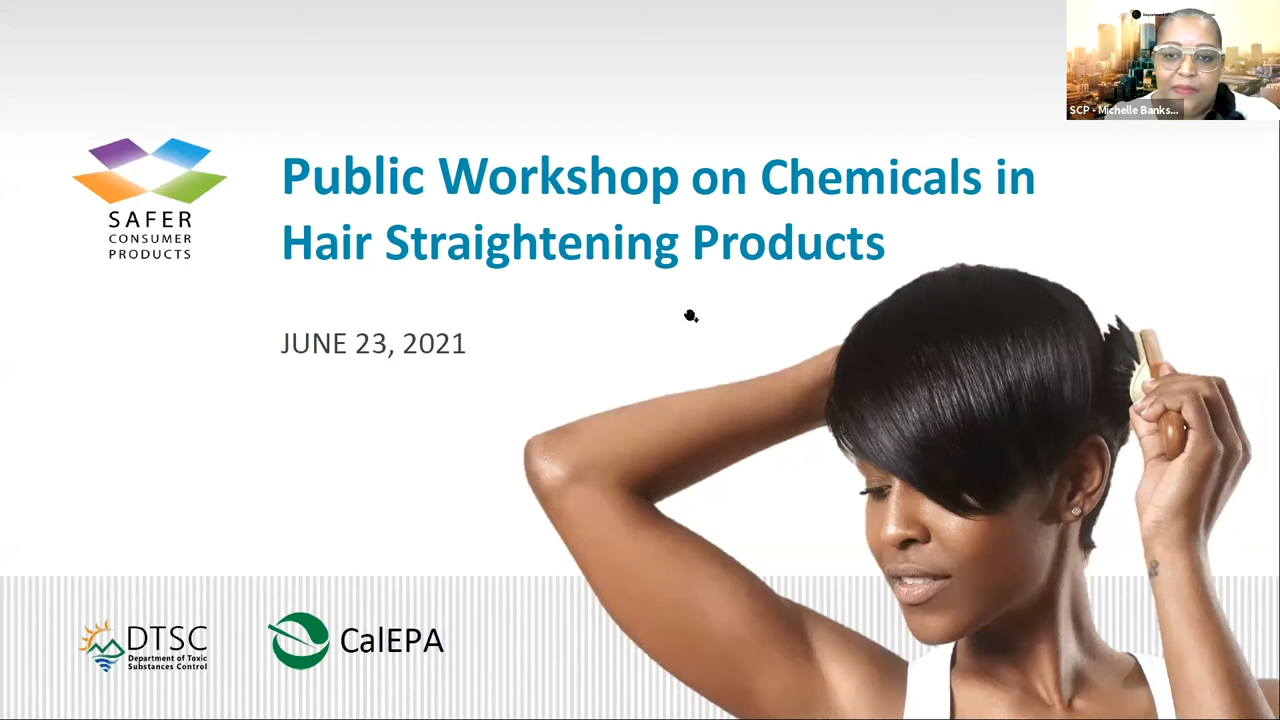 SCP - Michelle Banks...
Public Workshop on Chemicals in
Hair Straightening Products
SAFER
CONSUMER
PRODUCTS
JUNE 23, 2021
DTSC
Department of Toxic
Substances Control
CalEPA